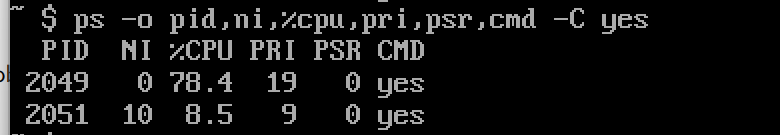 ~ $ ps -o pid,ni,%cpu,pri,psr,cmd -C yes
PID NI %CPU PRI PSR CMD
2049 0 78.4 19 0 yes
2051 10 8.5 9 0 yes